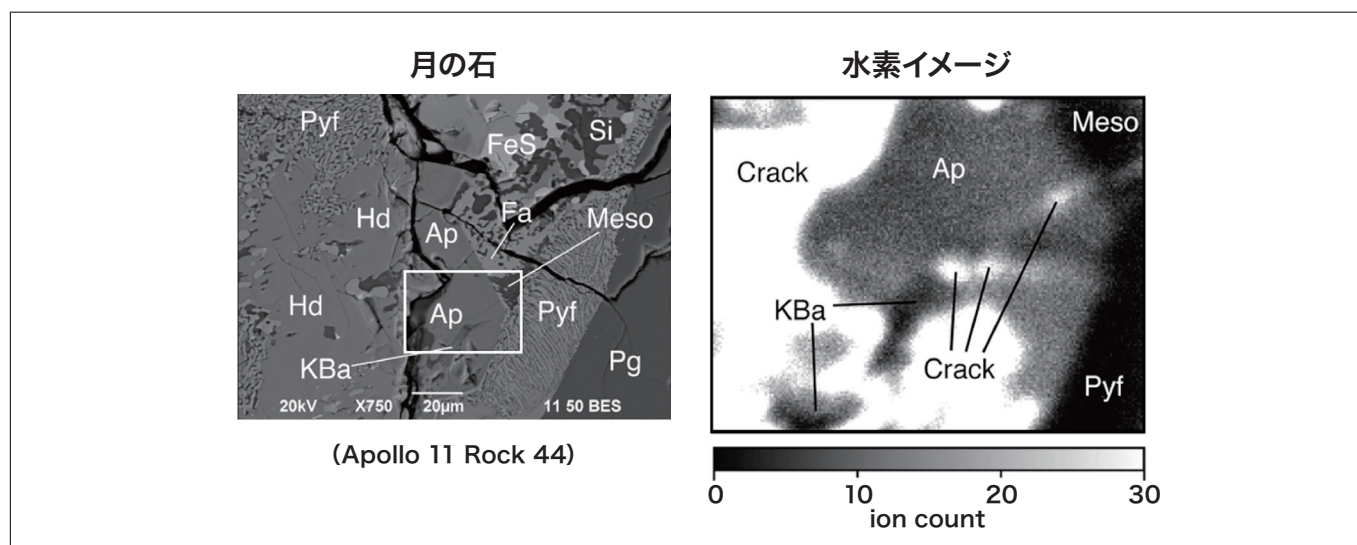 月の石
Pyf
FeS
Si
Hd
Ap
Fa
Meso
Hd
Ap
Pyf
KBa
Pg
20kV X750 20μm 11 50 BES
(Apollo 11 Rock 44)
水素イメージ
Meso
Crack
Ap
KBa
Crack
Pyf
0 10 20 30
ion count